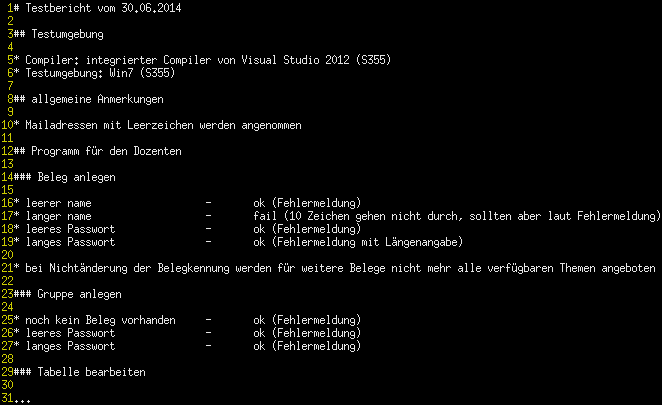 1# Testbericht vom 30.06.2014
2
3## Testumgebung
4
5* Compiler: integrierter Compiler von Visual Studio 2012 (S355)
6* Testumgebung: Win7 (S355)
7
8## allgemeine Anmerkungen
9
10* Mailadressen mit Leerzeichen werden angenommen
11
12## Programm für den Dozenten
13
14### Beleg anlegen
15
16* leerer name - ok (Fehlermeldung)
17* langer name - fail (10 Zeichen gehen nicht durch, sollten aber laut Fehlermeldung)
18* leeres Passwort - ok (Fehlermeldung)
19* langes Passwort - ok (Fehlermeldung mit Längenangabe)
20
21* bei Nichtänderung der Belegkennung werden für weitere Belege nicht mehr alle verfügbaren Themen angeboten
22
23### Gruppe anlegen
24
25* noch kein Beleg vorhanden - ok (Fehlermeldung)
26* leeres Passwort - ok (Fehlermeldung)
27* langes Passwort - ok (Fehlermeldung)
28
29### Tabelle bearbeiten
30
31...